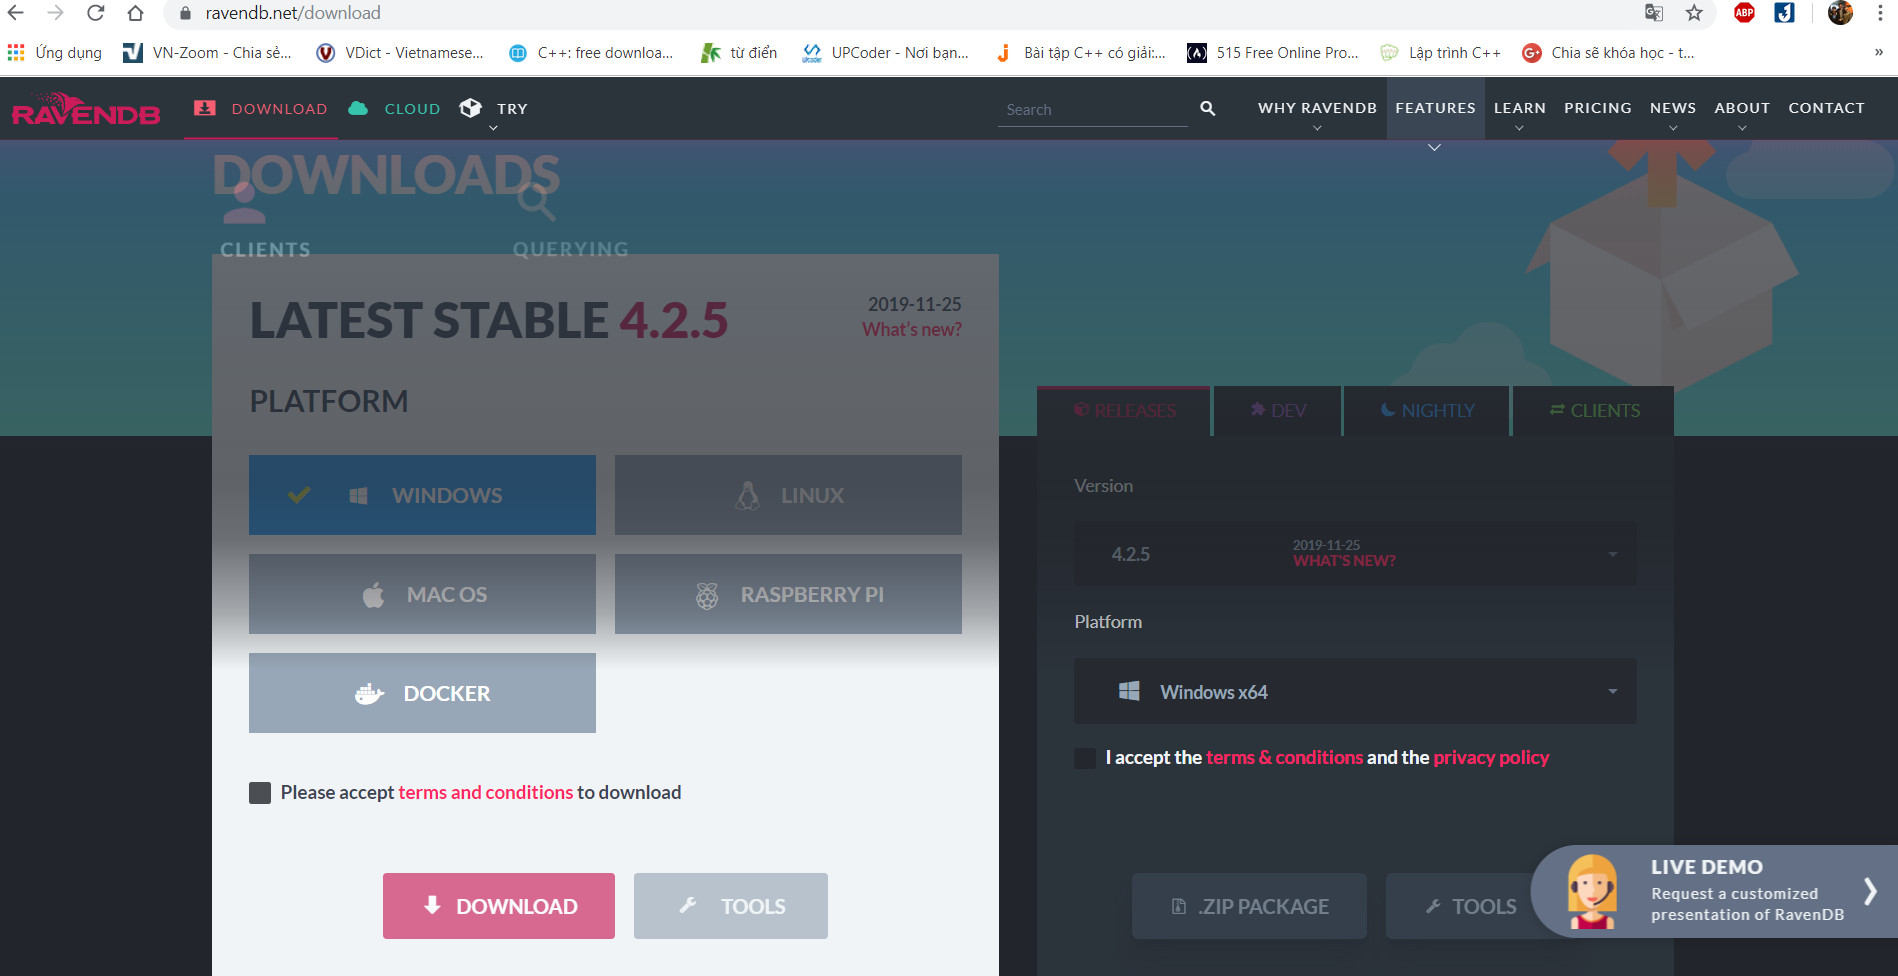 ravendb.net/download
Ứng dụng
VN-Zoom - Chia sẻ...
VDict - Vietnamese...
C++: free downloa...
từ điển
UPCoder - Nơi bạn...
Bài tập C++ có giải:...
515 Free Online Pro...
Lập trình C++
Chia sẽ khóa học - t...
»
RAVENDB
DOWNLOAD
CLOUD
TRY
Search
WHY RAVENDB
FEATURES
LEARN
PRICING
NEWS
ABOUT
CONTACT
ABP
DOWNLOADS
CLIENTS
QUERYING
LATEST STABLE 4.2.5
2019-11-25
What's new?
PLATFORM
WINDOWS
LINUX
MAC OS
RASPBERRY PI
DOCKER
Please accept terms and conditions to download
DOWNLOAD
TOOLS
RELEASES
DEV
NIGHTLY
CLIENTS
Version
4.2.5
2019-11-25
WHAT'S NEW?
Platform
Windows x64
I accept the terms & conditions and the privacy policy
.ZIP PACKAGE
TOOLS
LIVE DEMO
Request a customized
presentation of RavenDB